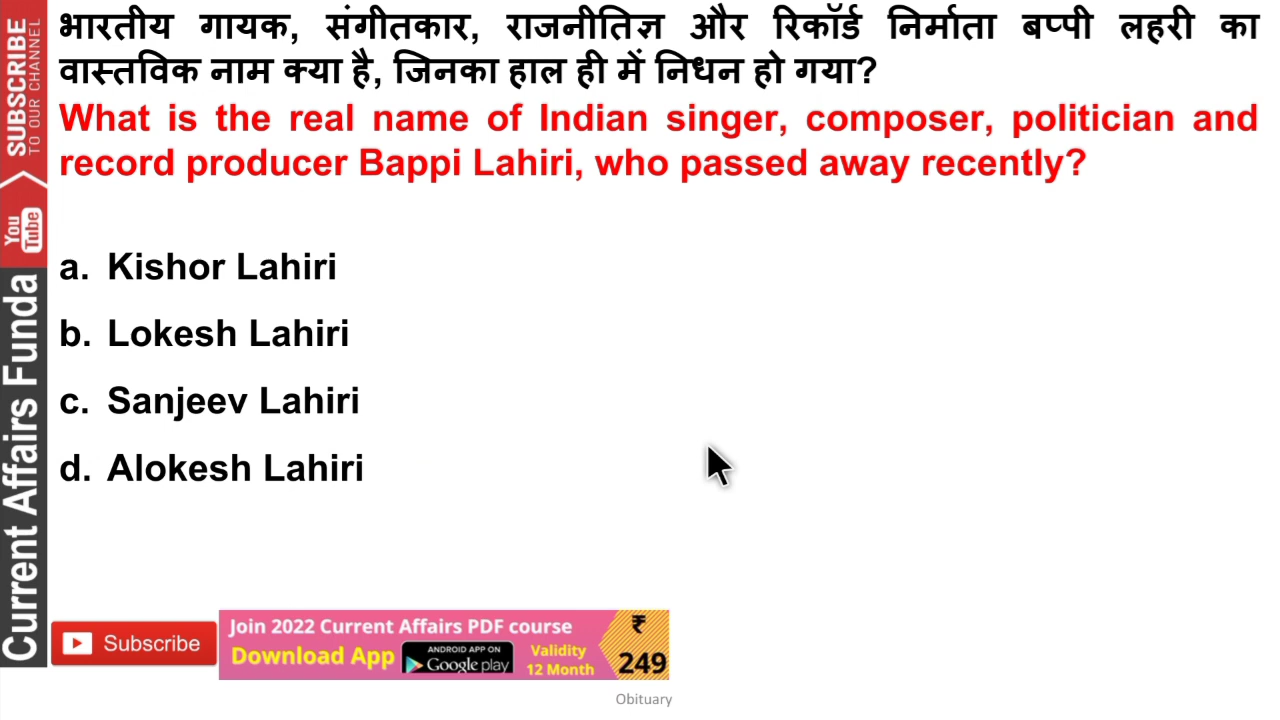 भारतीय गायक, संगीतकार, राजनीतिज्ञ और रिकॉर्ड निर्माता बप्पी लहरी का
वास्तविक नाम क्या है, जिनका हाल ही में निधन हो गया?
What is the real name of Indian singer, composer, politician and
record producer Bappi Lahiri, who passed away recently?
a. Kishor Lahiri
b. Lokesh Lahiri
c. Sanjeev Lahiri
d. Alokesh Lahiri
SUBSCRIBE
TO OUR CHANNEL
You
Tube
Current Affairs Funda
Subscribe
Join 2022 Current Affairs PDF course
Download App
ANDROID APP ON
Google play
Validity
12 Month
₹
249
Obituary